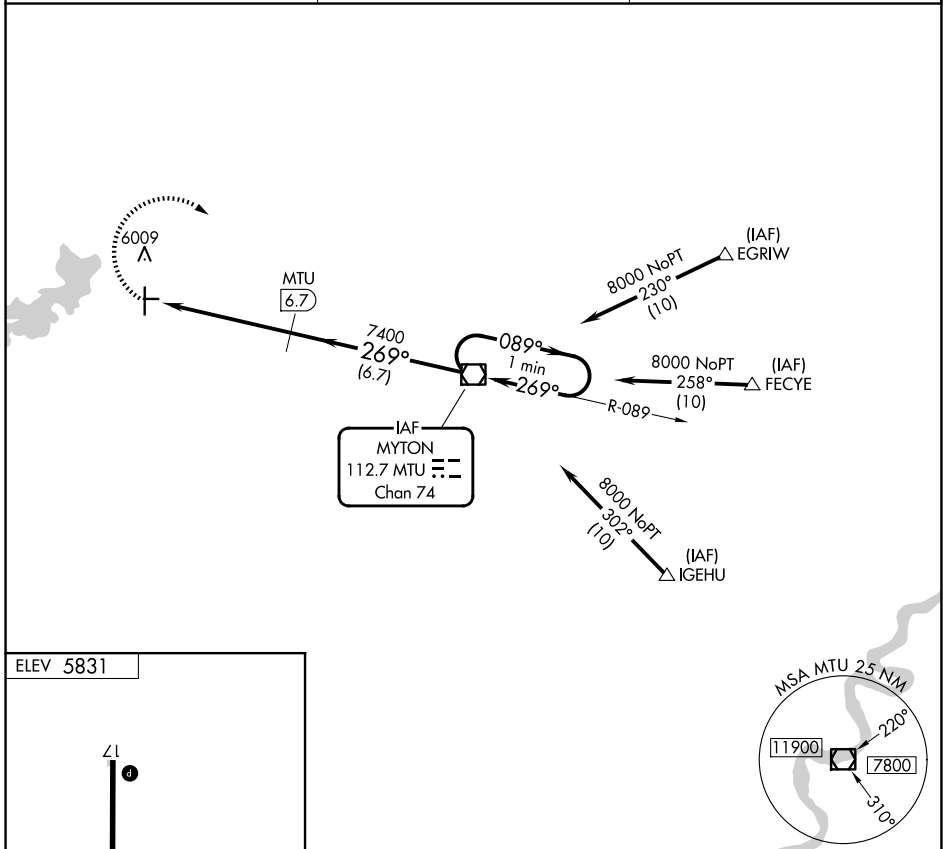 6009
MTU
6.7
7400
269°
(6.7)
089°
1 min
269°
R-089
(IAF)
EGRIW
8000 NoPT
230°
(10)
(IAF)
FECYE
8000 NoPT
258°
(10)
(IAF)
IGEHU
8000 NoPT
302°
(10)
IAF
MYTON
112.7 MTU
Chan 74
ELEV 5831
17
P
MSA MTU 25 NM
11900
220°
7800
310°